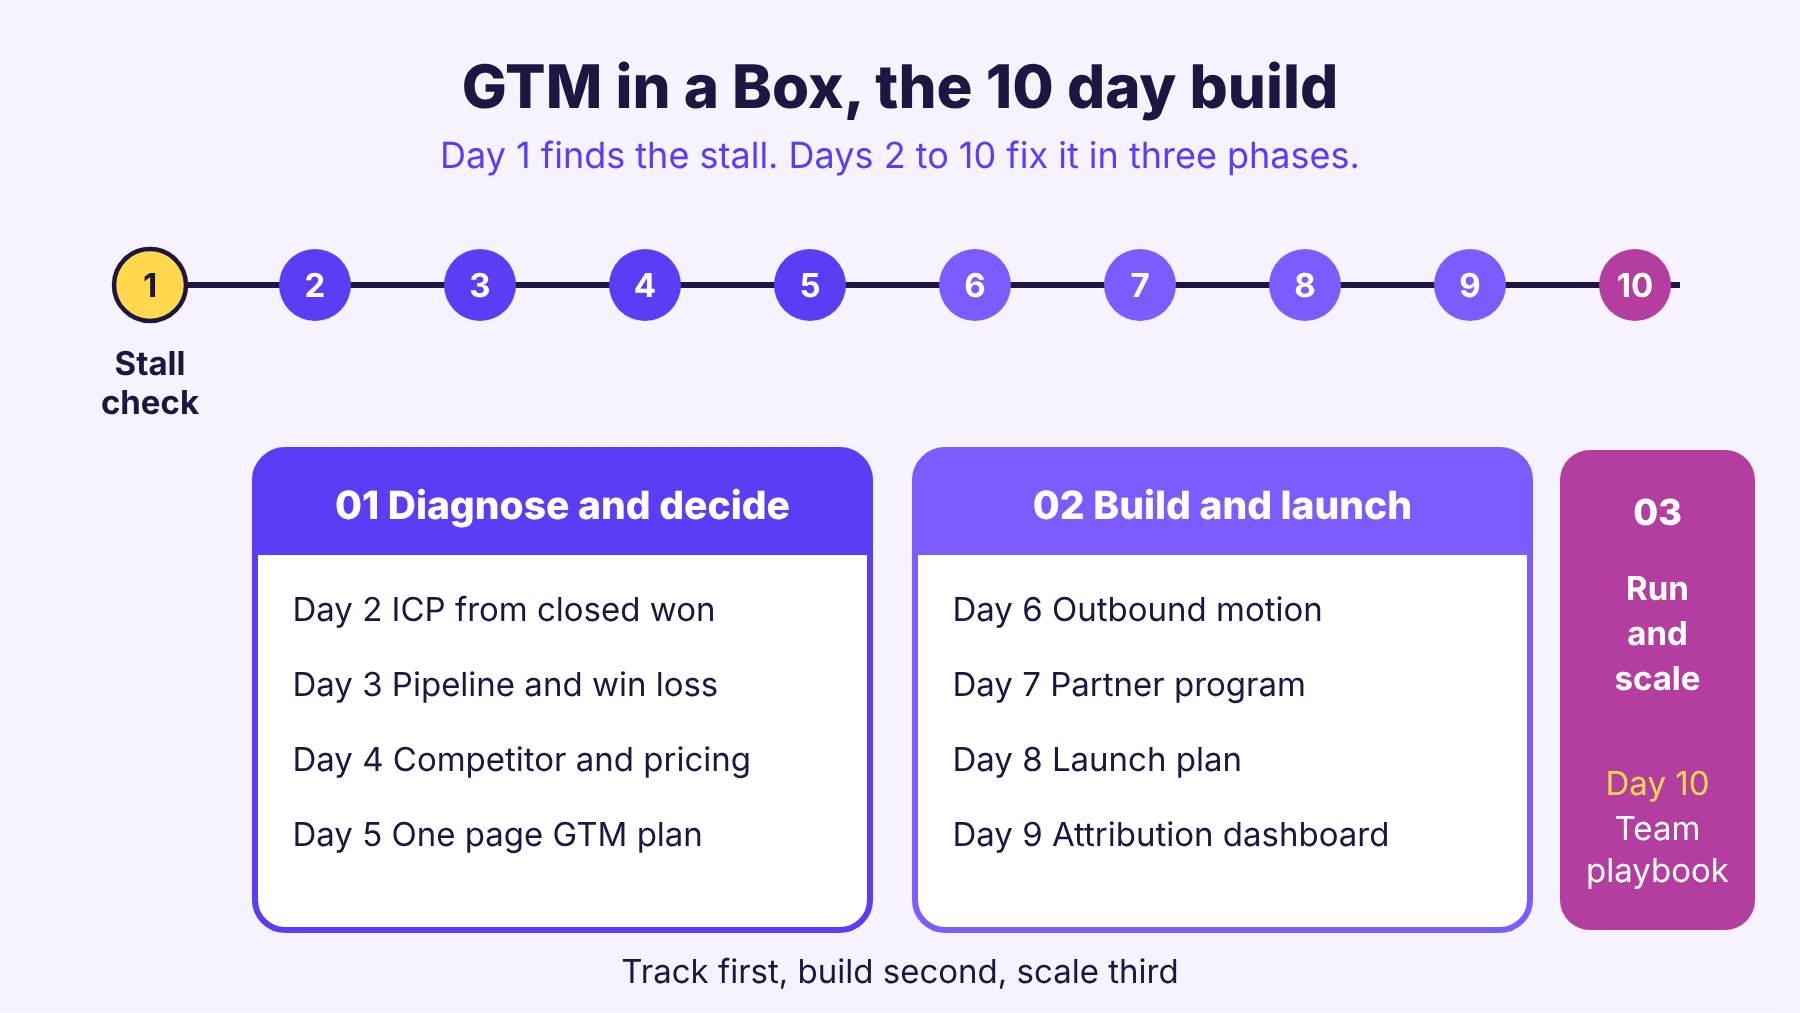 GTM in a Box, the 10 day build
Day 1 finds the stall. Days 2 to 10 fix it in three phases.
1 2 3 4 5 6 7 8 9 10
Stall
check
01 Diagnose and decide
Day 2 ICP from closed won
Day 3 Pipeline and win loss
Day 4 Competitor and pricing
Day 5 One page GTM plan
02 Build and launch
Day 6 Outbound motion
Day 7 Partner program
Day 8 Launch plan
Day 9 Attribution dashboard
03
Run
and
scale
Day 10
Team
playbook
Track first, build second, scale third